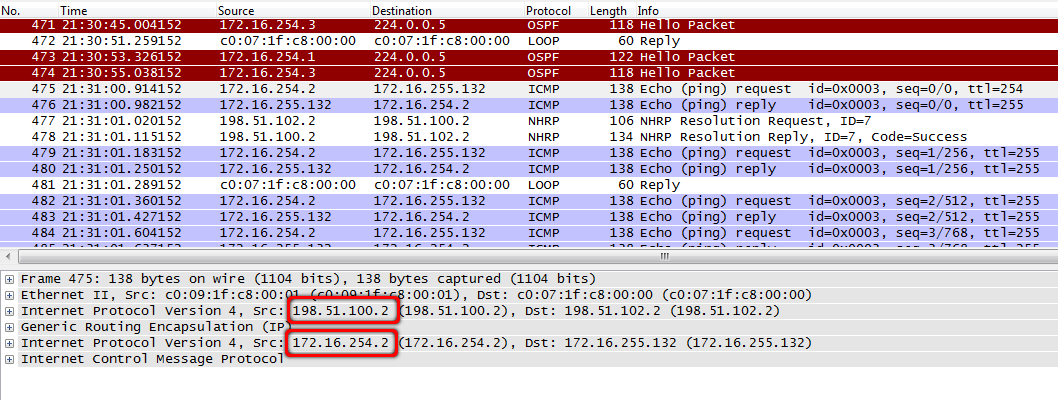 No. Time Source Destination Protocol Length Info
471 21:30:45.004152 172.16.254.3 224.0.0.5 OSPF 118 Hello Packet
472 21:30:51.259152 c0:07:1f:c8:00:00 c0:07:1f:c8:00:00 LOOP 60 Reply
473 21:30:53.326152 172.16.254.1 224.0.0.5 OSPF 122 Hello Packet
474 21:30:55.038152 172.16.254.3 224.0.0.5 OSPF 118 Hello Packet
475 21:31:00.914152 172.16.254.2 172.16.255.132 ICMP 138 Echo (ping) request id=0x0003, seq=0/0, ttl=254
476 21:31:00.982152 172.16.255.132 172.16.254.2 ICMP 138 Echo (ping) reply id=0x0003, seq=0/0, ttl=255
477 21:31:01.020152 198.51.102.2 198.51.100.2 NHRP 106 NHRP Resolution Request, ID=7
478 21:31:01.115152 198.51.100.2 198.51.102.2 NHRP 134 NHRP Resolution Reply, ID=7, Code=Success
479 21:31:01.183152 172.16.254.2 172.16.255.132 ICMP 138 Echo (ping) request id=0x0003, seq=1/256, ttl=255
480 21:31:01.250152 172.16.255.132 172.16.254.2 ICMP 138 Echo (ping) reply id=0x0003, seq=1/256, ttl=255
481 21:31:01.289152 c0:07:1f:c8:00:00 c0:07:1f:c8:00:00 LOOP 60 Reply
482 21:31:01.360152 172.16.254.2 172.16.255.132 ICMP 138 Echo (ping) request id=0x0003, seq=2/512, ttl=255
483 21:31:01.427152 172.16.255.132 172.16.254.2 ICMP 138 Echo (ping) reply id=0x0003, seq=2/512, ttl=255
484 21:31:01.604152 172.16.254.2 172.16.255.132 ICMP 138 Echo (ping) request id=0x0003, seq=3/768, ttl=255
Frame 475: 138 bytes on wire (1104 bits), 138 bytes captured (1104 bits)
Ethernet II, Src: c0:09:1f:c8:00:01 (c0:09:1f:c8:00:01), Dst: c0:07:1f:c8:00:00 (c0:07:1f:c8:00:00)
Internet Protocol Version 4, Src: 198.51.100.2 (198.51.100.2), Dst: 198.51.102.2 (198.51.102.2)
Generic Routing Encapsulation (IP)
Internet Protocol Version 4, Src: 172.16.254.2 (172.16.254.2), Dst: 172.16.255.132 (172.16.255.132)
Internet Control Message Protocol